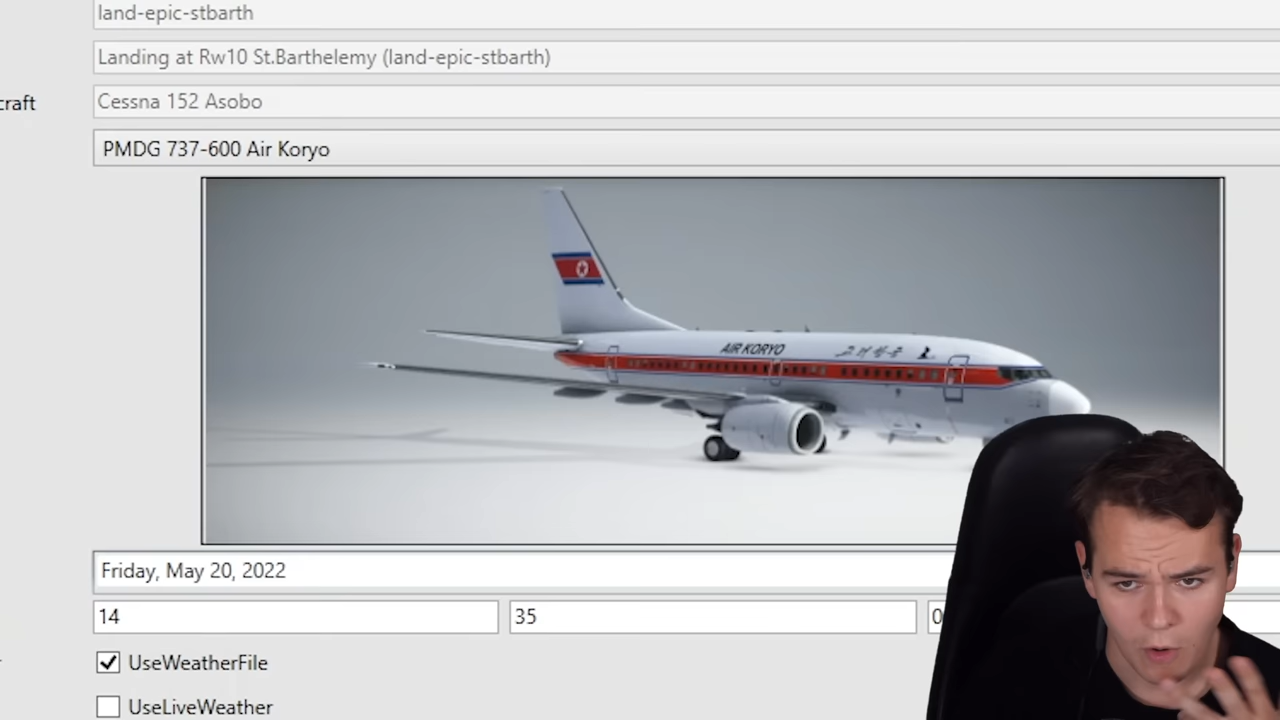 land-epic-stbarth
Landing at Rw10 St.Barthelemy (land-epic-stbarth)
craft
Cessna 152 Asobo
PMDG 737-600 Air Koryo
AIR KORYO
고려항공
Friday, May 20, 2022
14
35
0
UseWeatherFile
UseLiveWeather